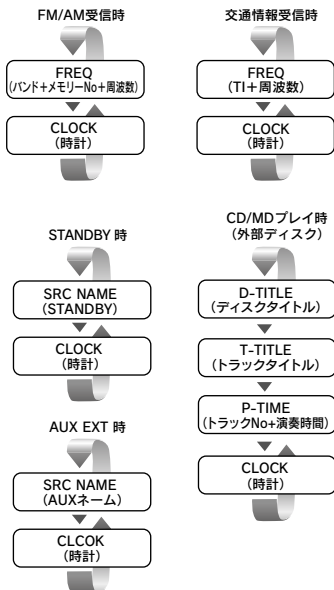 FM/AM受信時
FREQ
(バンド+メモリーNo+周波数)
CLOCK
(時計)
交通情報受信時
FREQ
(TI+周波数)
CLOCK
(時計)
STANDBY 時
SRC NAME
(STANDBY)
CLOCK
(時計)
AUX EXT 時
SRC NAME
(AUXネーム)
CLCOK
(時計)
CD/MDプレイ時
(外部ディスク)
D-TITLE
(ディスクタイトル)
T-TITLE
(トラックタイトル)
P-TIME
(トラックNo+演奏時間)
CLOCK
(時計)